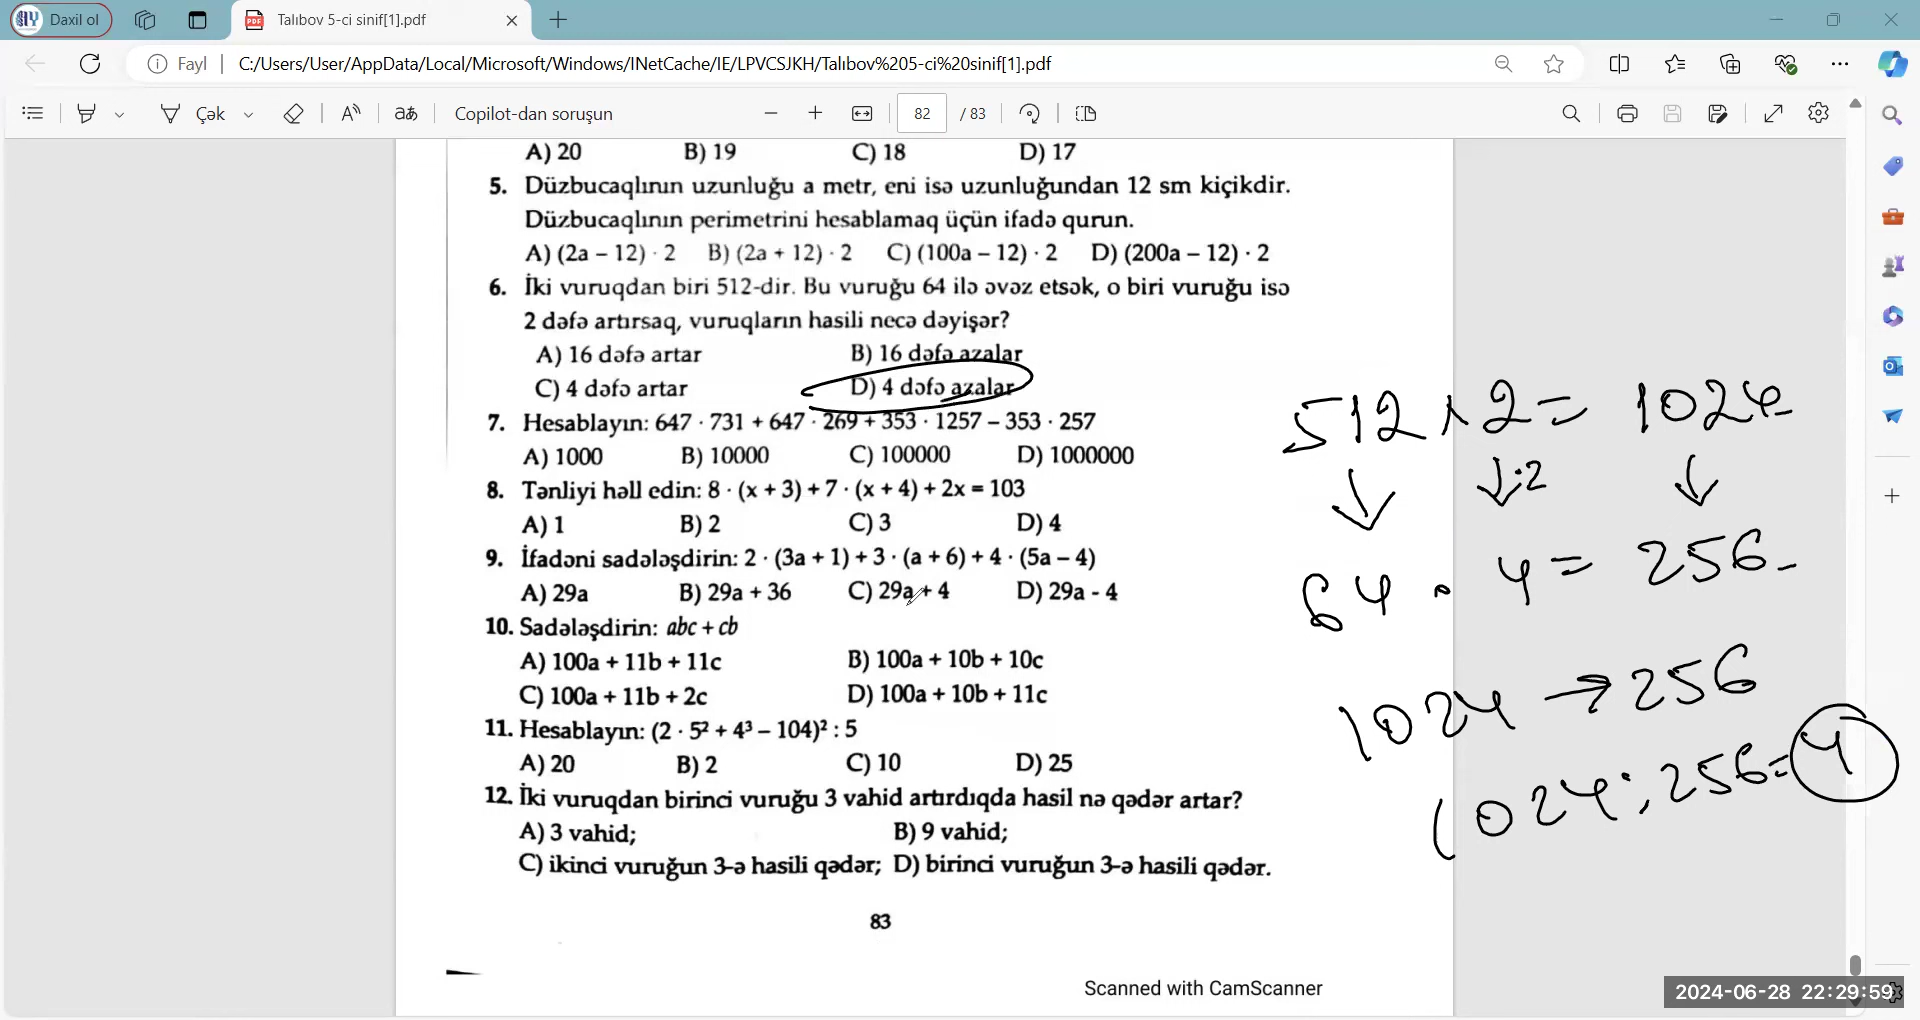 Daxil ol
Talıbov 5-ci sinif[1].pdf
Fayl
C:/Users/User/AppData/Local/Microsoft/Windows/INetCache/IE/LPVCSJKH/Talıbov%205-ci%20sinif[1].pdf
Çək
Copilot-dan soruşun
82 / 83
A) 20 B) 19 C) 18 D) 17
5. Düzbucaqlının uzunluğu a metr, eni isə uzunluğundan 12 sm kiçikdir.
Düzbucaqlının perimetrini hesablamaq üçün ifadə qurun.
A) (2a – 12) · 2 B) (2a + 12) · 2 C) (100a – 12) · 2 D) (200a – 12) · 2
6. İki vuruqdan biri 512-dir. Bu vuruğu 64 ilə əvəz etsək, o biri vuruğu isə
2 dəfə artırsaq, vuruqların hasili necə dəyişər?
A) 16 dəfə artar B) 16 dəfə azalar
C) 4 dəfə artar D) 4 dəfə azalar
7. Hesablayın: 647 · 731 + 647 · 269 + 353 · 1257 – 353 · 257
A) 1000 B) 10000 C) 100000 D) 1000000
8. Tənliyi həll edin: 8 · (x + 3) + 7 · (x + 4) + 2x = 103
A) 1 B) 2 C) 3 D) 4
9. İfadəni sadələşdirin: 2 · (3a + 1) + 3 · (a + 6) + 4 · (5a – 4)
A) 29a B) 29a + 36 C) 29a + 4 D) 29a - 4
10. Sadələşdirin: abc + cb
A) 100a + 11b + 11c B) 100a + 10b + 10c
C) 100a + 11b + 2c D) 100a + 10b + 11c
11. Hesablayın: (2 · 5² + 4³ – 104)² : 5
A) 20 B) 2 C) 10 D) 25
12. İki vuruqdan birinci vuruğu 3 vahid artırdıqda hasil nə qədər artar?
A) 3 vahid; B) 9 vahid;
C) ikinci vuruğun 3-ə hasili qədər; D) birinci vuruğun 3-ə hasili qədər.
83
Scanned with CamScanner
512 × 2 = 1024
↓ ↓·2 ↓
64 · 4 = 256
1024 → 256
1024 : 256 = 4
2024-06-28 22:29:59